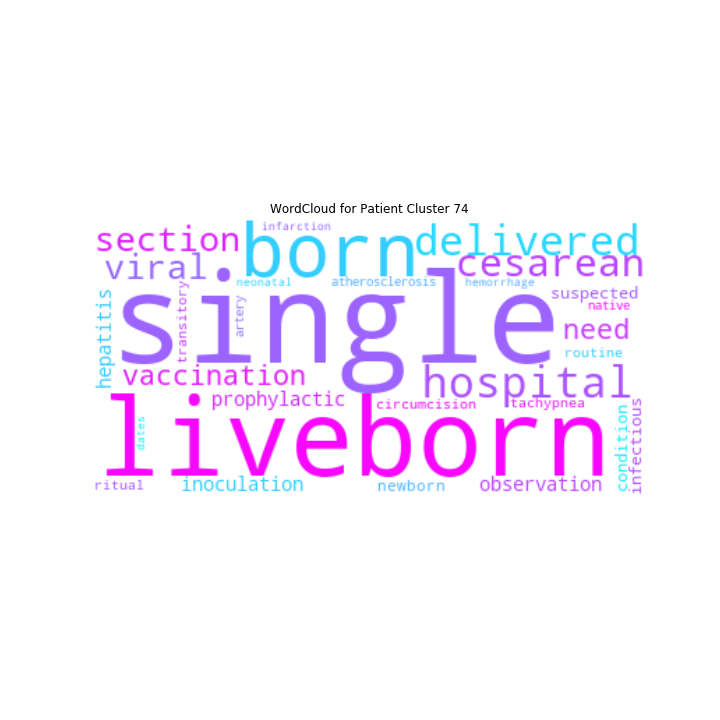 WordCloud for Patient Cluster 74
infarction
section
born
delivered
viral
cesarean
single
neonatal
atherosclerosis
hemorrhage
hepatitis
transitory
artery
suspected
native
need
routine
vaccination
hospital
prophylactic
circumcision
tachypnea
liveborn
dates
condition
infectious
ritual
inoculation
newborn
observation